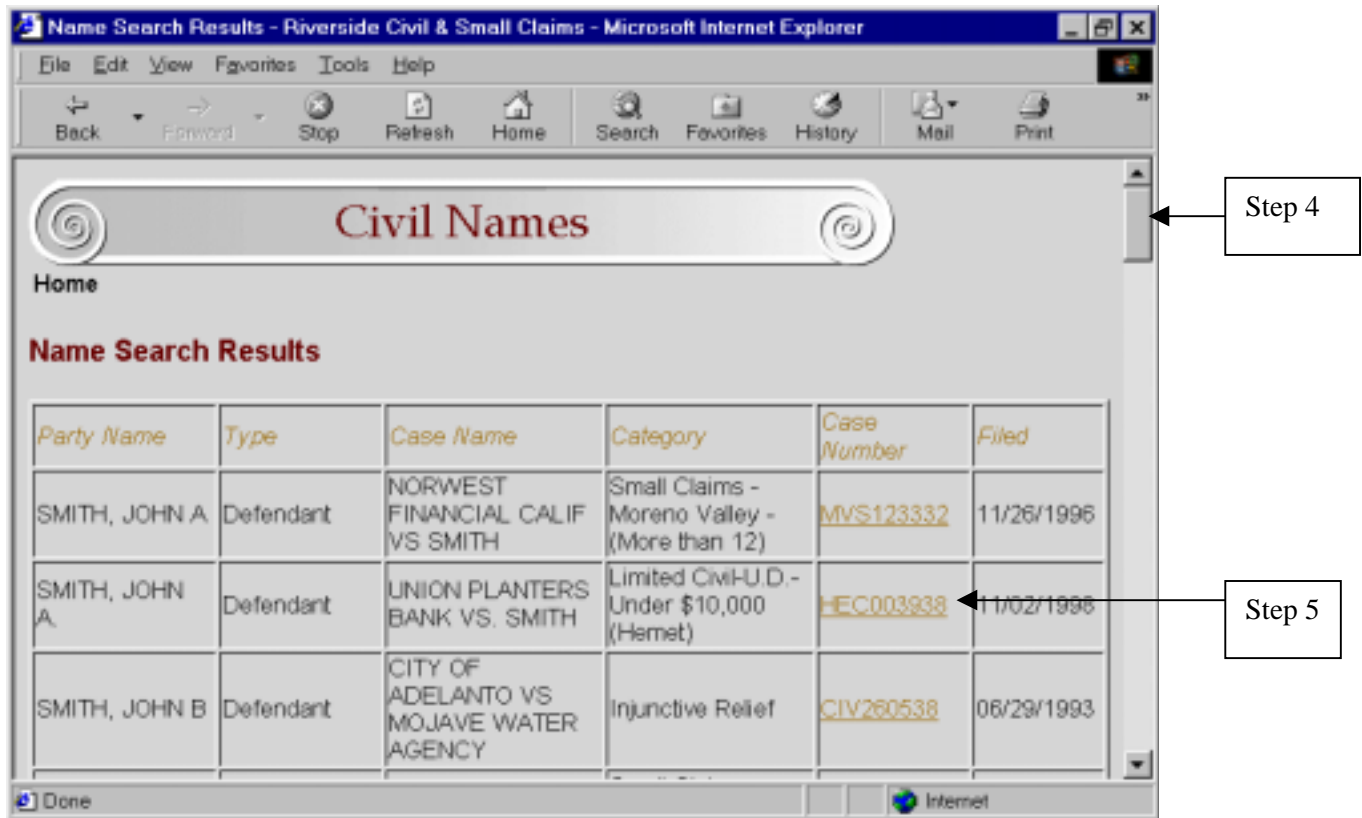 Name Search Results - Riverside Civil & Small Claims - Microsoft Internet Explorer
File Edit View Favorites Tools Help
Back Forward Stop Refresh Home Search Favorites History Mail Print
Civil Names
Step 4
Home
Name Search Results
Party Name Type Case Name Category Case Number Filed
SMITH, JOHN A Defendant NORWEST FINANCIAL CALIF VS SMITH Small Claims - Moreno Valley - (More than 12) MVS123332 11/26/1996
SMITH, JOHN A. Defendant UNION PLANTERS BANK VS. SMITH Limited Civil-U.D.- Under $10,000 (Hemet) HEC003938 11/02/1998
Step 5
SMITH, JOHN B Defendant CITY OF ADELANTO VS MOJAVE WATER AGENCY Injunctive Relief CIV260538 06/29/1993
Done Internet